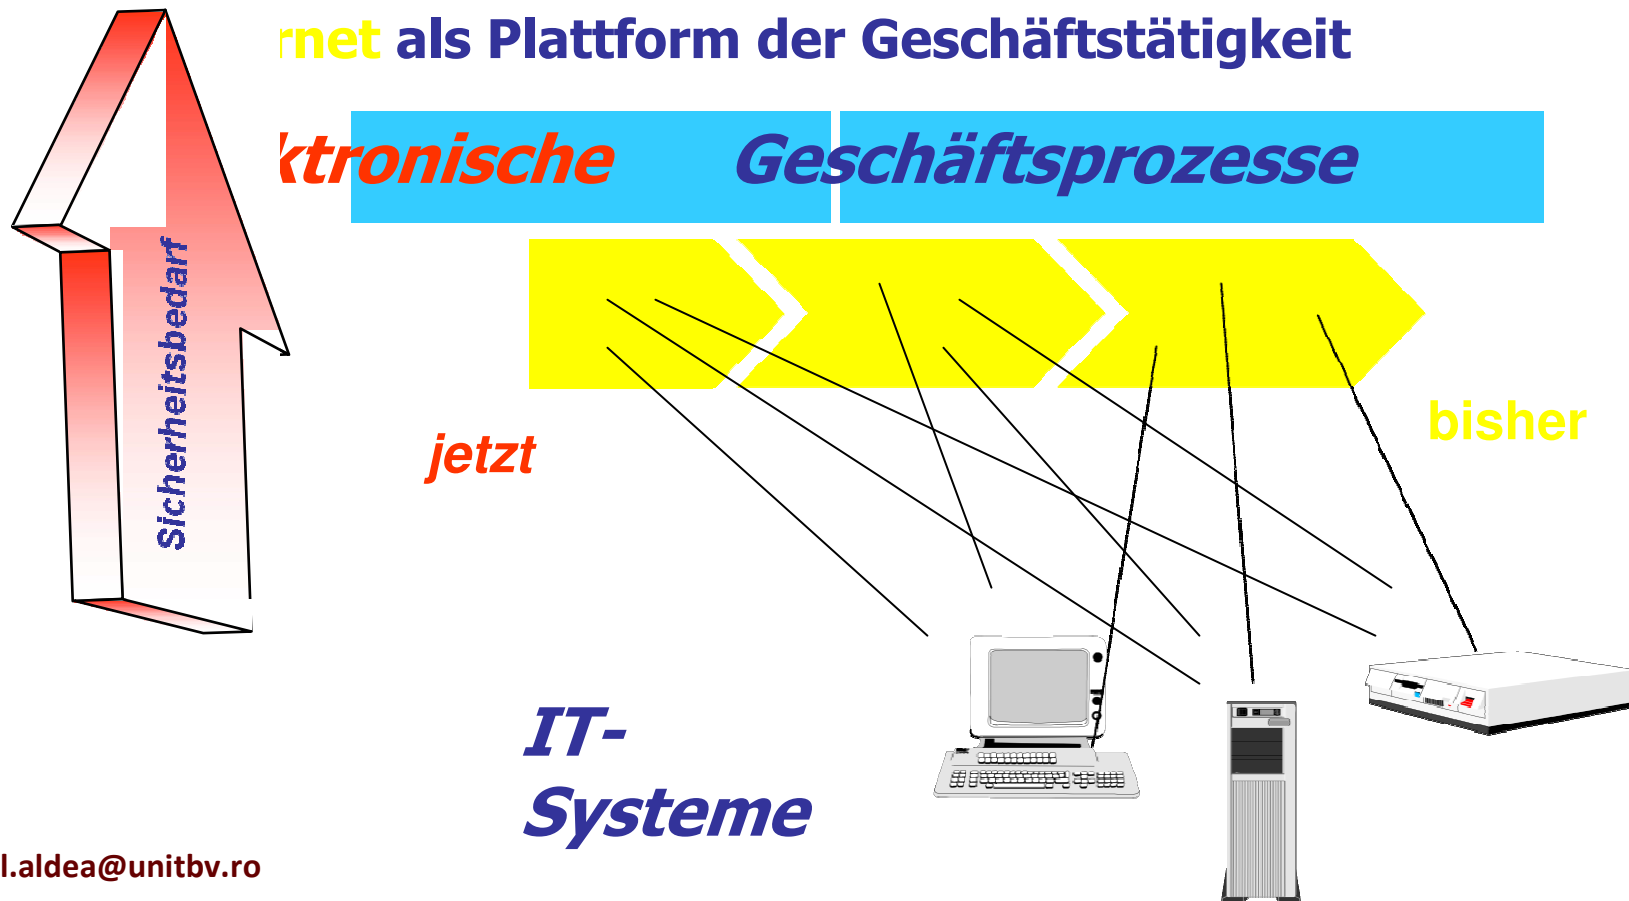 rnet als Plattform der Geschäftstätigkeit
ktronische Geschäftsprozesse
Sicherheitsbedarf
jetzt
bisher
IT-
Systeme
l.aldea@unitbv.ro